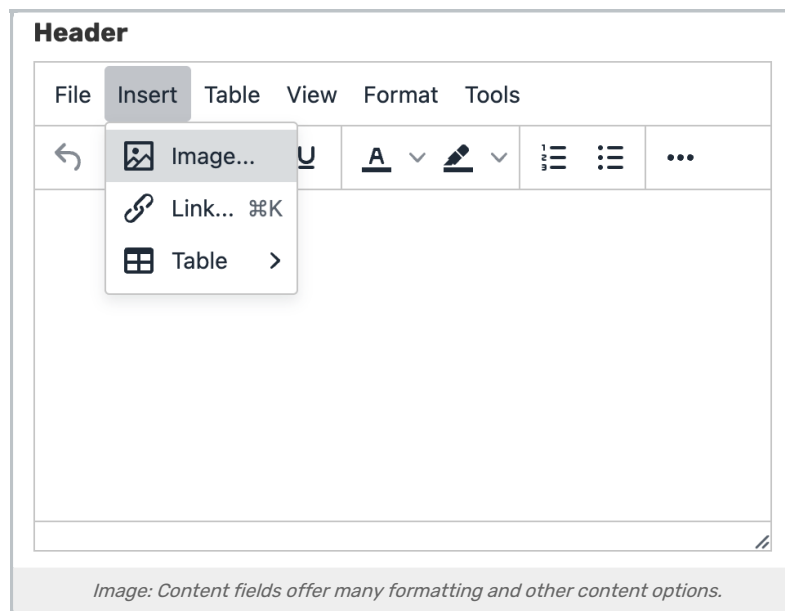 Header
File Insert Table View Format Tools
Image... U A
Link... ⌘K
Table
Image: Content fields offer many formatting and other content options.